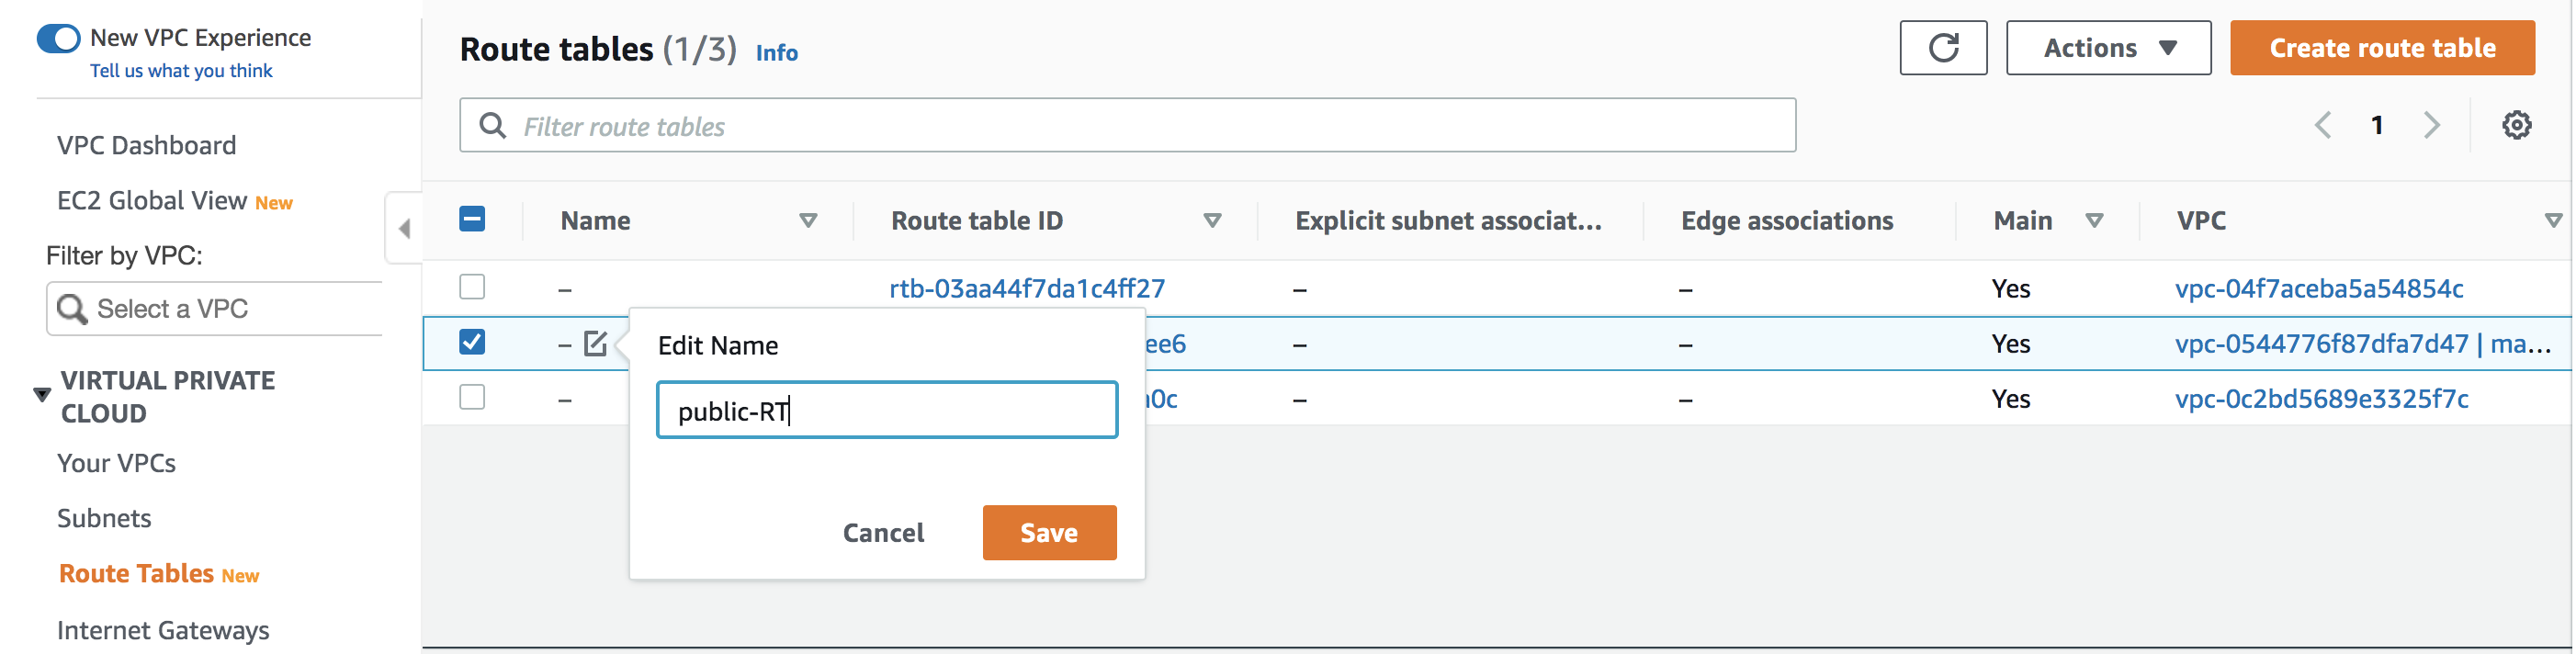 New VPC Experience
Tell us what you think
VPC Dashboard
EC2 Global View New
Filter by VPC:
Select a VPC
VIRTUAL PRIVATE
CLOUD
Your VPCs
Subnets
Route Tables New
Internet Gateways
Route tables (1/3) Info
Actions
Create route table
Filter route tables
1
Name Route table ID Explicit subnet associat... Edge associations Main VPC
– rtb-03aa44f7da1c4ff27 – – Yes vpc-04f7aceba5a54854c
– ee6 – – Yes vpc-0544776f87dfa7d47 | ma...
– 0c – – Yes vpc-0c2bd5689e3325f7c
Edit Name
public-RT
Cancel Save